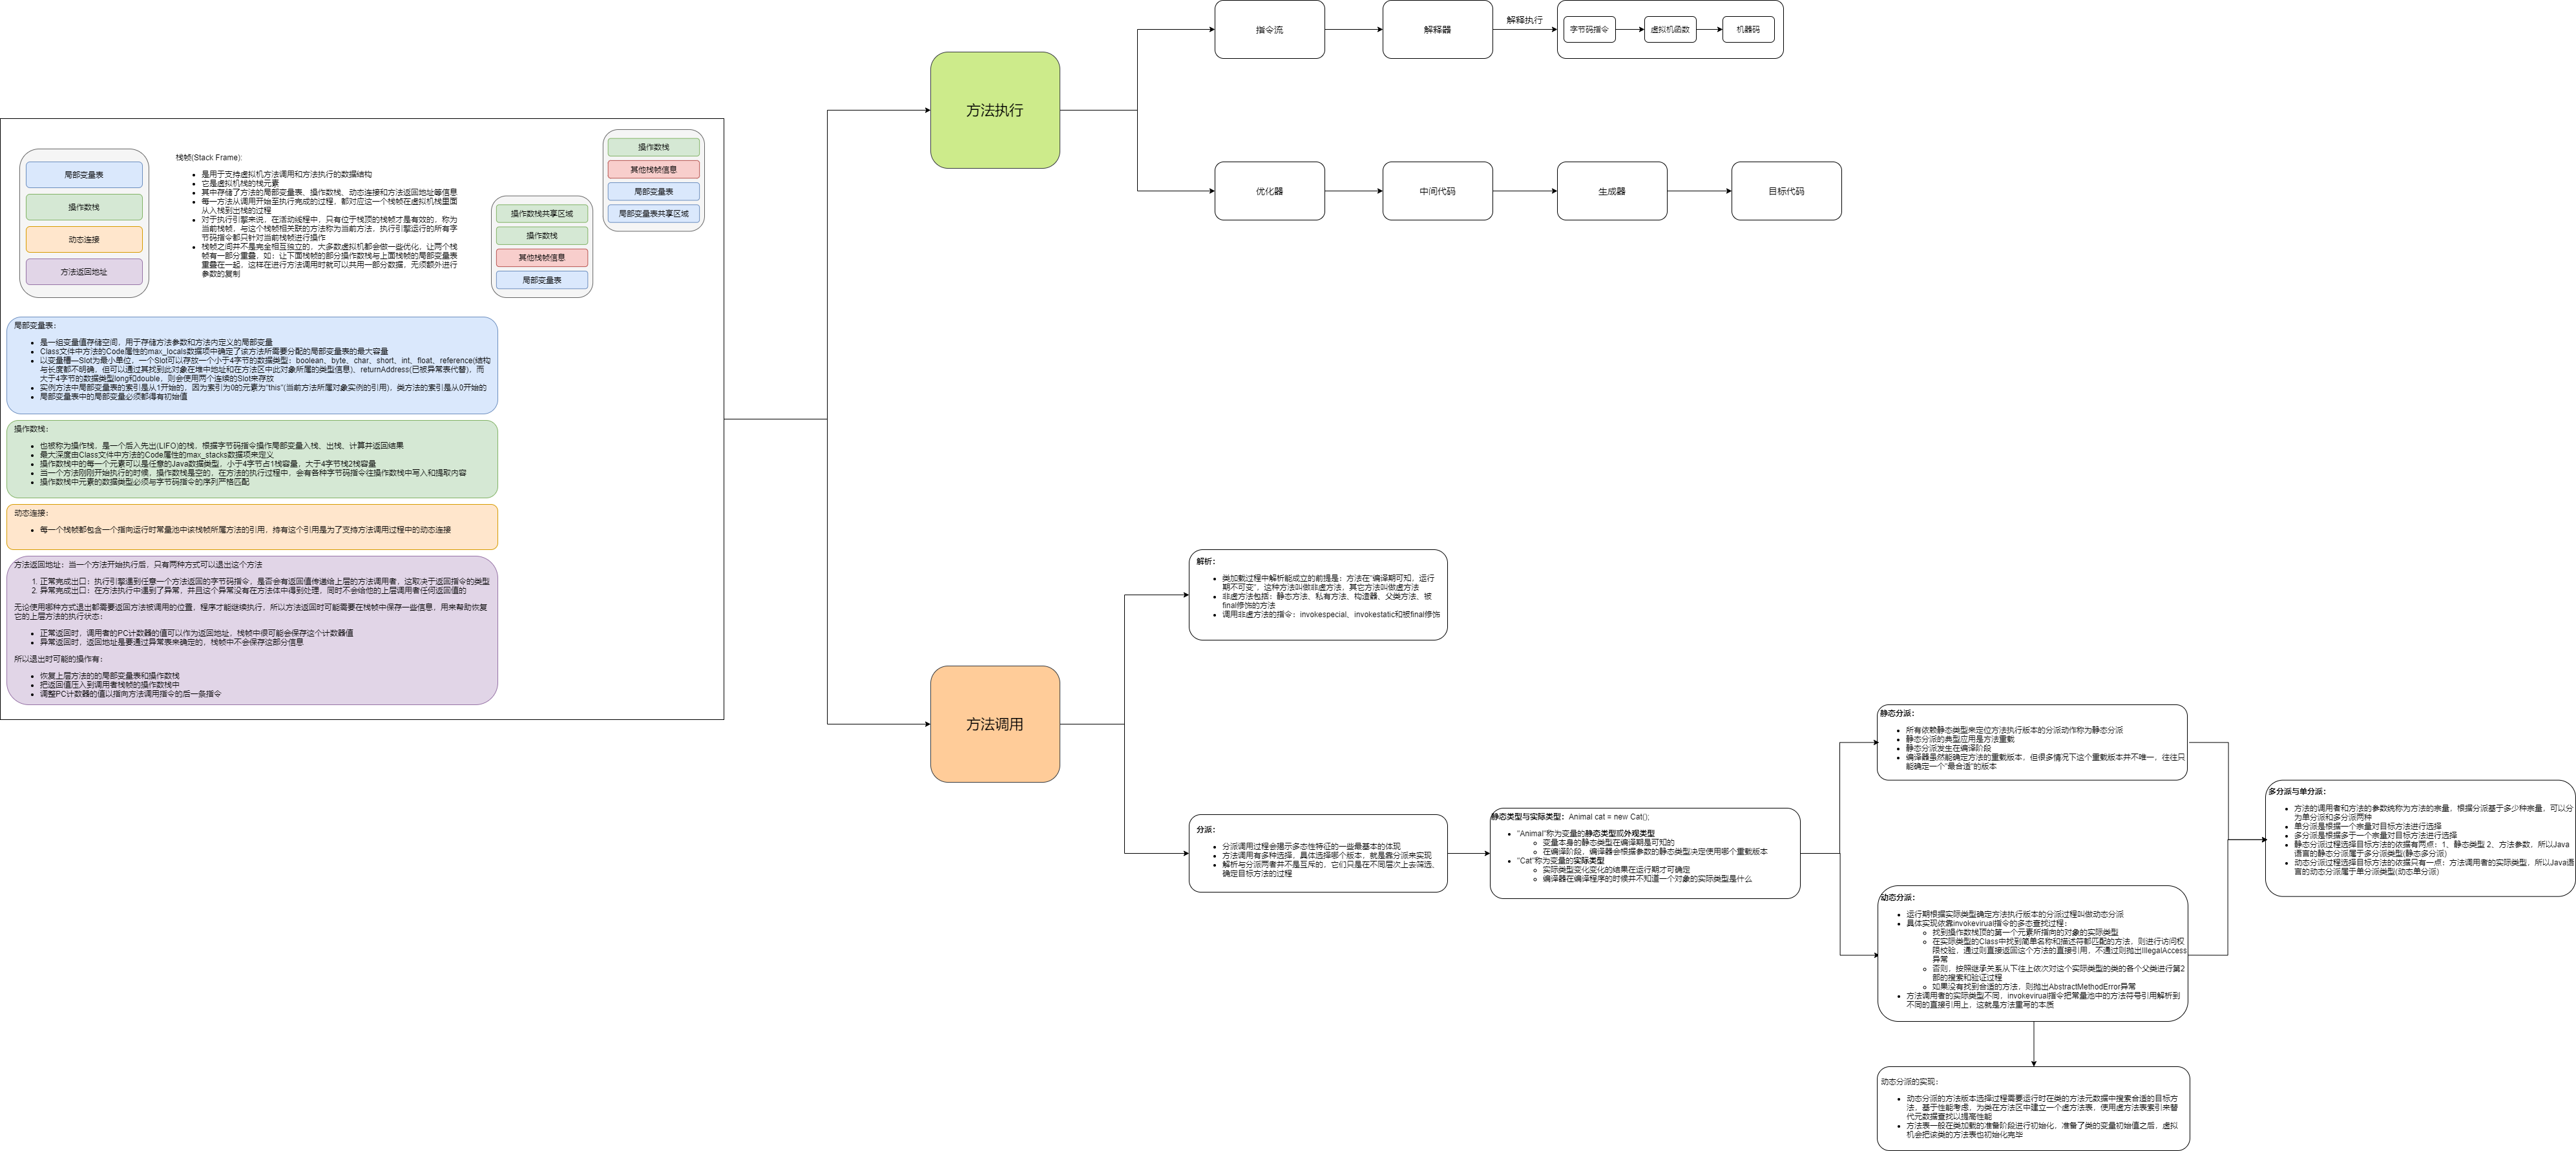 局部变量表
操作数栈
动态连接
方法返回地址
栈帧(Stack Frame):
是用于支持虚拟机方法调用和方法执行的数据结构
它是虚拟机栈的栈元素
其中存储了方法的局部变量表、操作数栈、动态连接和方法返回地址等信息
每一方法从调用开始至执行完成的过程，都对应这一个栈帧在虚拟机栈里面
从入栈到出栈的过程
对于执行引擎来说，在活动线程中，只有位于栈顶的栈帧才是有效的，称为
当前栈帧，与这个栈帧相关联的方法称为当前方法，执行引擎运行的所有字
节码指令都只针对当前栈帧进行操作
栈帧之间并不是完全相互独立的，大多数虚拟机都会做一些优化，让两个栈
帧有一部分重叠，如：让下面栈帧的部分操作数栈与上面栈帧的局部变量表
重叠在一起，这样在进行方法调用时就可以共用一部分数据，无须额外进行
参数的复制
操作数栈共享区域
操作数栈
其他栈帧信息
局部变量表
操作数栈
其他栈帧信息
局部变量表
局部变量表共享区域
局部变量表：
是一组变量值存储空间，用于存储方法参数和方法内定义的局部变量
Class文件中方法的Code属性的max_locals数据项中确定了该方法所需要分配的局部变量表的最大容量
以变量槽—Slot为最小单位，一个Slot可以存放一个小于4字节的数据类型：boolean、byte、char、short、int、float、reference(结构
与长度都不明确，但可以通过其找到此对象在堆中地址和在方法区中此对象所属的类型信息)、returnAddress(已被异常表代替)，而
大于4字节的数据类型long和double，则会使用两个连续的Slot来存放
实例方法中局部变量表的索引是从1开始的，因为索引为0的元素为"this"(当前方法所属对象实例的引用)，类方法的索引是从0开始的
局部变量表中的局部变量必须都得有初始值
操作数栈：
也被称为操作栈，是一个后入先出(LIFO)的栈，根据字节码指令操作局部变量入栈、出栈、计算并返回结果
最大深度由Class文件中方法的Code属性的max_stacks数据项来定义
操作数栈中的每一个元素可以是任意的Java数据类型，小于4字节占1栈容量，大于4字节栈2栈容量
当一个方法刚刚开始执行的时候，操作数栈是空的，在方法的执行过程中，会有各种字节码指令往操作数栈中写入和提取内容
操作数栈中元素的数据类型必须与字节码指令的序列严格匹配
动态连接：
每一个栈帧都包含一个指向运行时常量池中该栈帧所属方法的引用，持有这个引用是为了支持方法调用过程中的动态连接
方法返回地址：当一个方法开始执行后，只有两种方式可以退出这个方法
1. 正常完成出口：执行引擎遇到任意一个方法返回的字节码指令，是否会有返回值传递给上层的方法调用者，这取决于返回指令的类型
2. 异常完成出口：在方法执行中遇到了异常，并且这个异常没有在方法体中得到处理，同时不会给他的上层调用者任何返回值的
无论使用哪种方式退出都需要返回方法被调用的位置，程序才能继续执行，所以方法返回时可能需要在栈帧中保存一些信息，用来帮助恢复
它的上层方法的执行状态：
正常返回时，调用者的PC计数器的值可以作为返回地址，栈帧中很可能会保存这个计数器值
异常返回时，返回地址是要通过异常表来确定的，栈帧中不会保存这部分信息
所以退出时可能的操作有：
恢复上层方法的的局部变量表和操作数栈
把返回值压入到调用者栈帧的操作数栈中
调整PC计数器的值以指向方法调用指令的后一条指令
方法执行
指令流
解释器
解释执行
字节码指令
虚拟机函数
机器码
优化器
中间代码
生成器
目标代码
方法调用
解析：
类加载过程中解析能成立的前提是：方法在"编译期可知，运行
期不可变"，这种方法叫做非虚方法，其它方法叫做虚方法
非虚方法包括：静态方法、私有方法、构造器、父类方法、被
final修饰的方法
调用非虚方法的指令：invokespecial、invokestatic和被final修饰
分派：
分派调用过程会揭示多态性特征的一些最基本的体现
方法调用有多种选择，具体选择哪个版本，就是靠分派来实现
解析与分派两者并不是互斥的，它们只是在不同层次上去筛选、
确定目标方法的过程
静态类型与实际类型：Animal cat = new Cat();
"Animal"称为变量的静态类型或外观类型
变量本身的静态类型在编译期是可知的
在编译阶段，编译器会根据参数的静态类型决定使用哪个重载版本
"Cat"称为变量的实际类型
实际类型变化变化的结果在运行期才可确定
编译器在编译程序的时候并不知道一个对象的实际类型是什么
静态分派：
所有依赖静态类型来定位方法执行版本的分派动作称为静态分派
静态分派的典型应用是方法重载
静态分派发生在编译阶段
编译器虽然能确定方法的重载版本，但很多情况下这个重载版本并不唯一，往往只
能确定一个"最合适"的版本
动态分派：
运行期根据实际类型确定方法执行版本的分派过程叫做动态分派
具体实现依靠invokevirual指令的多态查找过程：
找到操作数栈顶的第一个元素所指向的对象的实际类型
在实际类型的Class中找到简单名称和描述符都匹配的方法，则进行访问权
限校验，通过则直接返回这个方法的直接引用，不通过则抛出IllegalAccess
异常
否则，按照继承关系从下往上依次对这个实际类型的类的各个父类进行第2
部的搜索和验证过程
如果没有找到合适的方法，则抛出AbstractMethodError异常
方法调用者的实际类型不同，invokevirual指令把常量池中的方法符号引用解析到
不同的直接引用上，这就是方法重写的本质
动态分派的实现：
动态分派的方法版本选择过程需要运行时在类的方法元数据中搜索合适的目标方
法，基于性能考虑，为类在方法区中建立一个虚方法表，使用虚方法表索引来替
代元数据查找以提高性能
方法表一般在类加载的准备阶段进行初始化，准备了类的变量初始值之后，虚拟
机会把该类的方法表也初始化完毕
多分派与单分派：
方法的调用者和方法的参数统称为方法的宗量，根据分派基于多少种宗量，可以分
为单分派和多分派两种
单分派是根据一个宗量对目标方法进行选择
多分派是根据多于一个宗量对目标方法进行选择
静态分派过程选择目标方法的依据有两点：1、静态类型 2、方法参数，所以Java
语言的静态分派属于多分派类型(静态多分派)
动态分派过程选择目标方法的依据只有一点：方法调用者的实际类型，所以Java语
言的动态分派属于单分派类型(动态单分派)